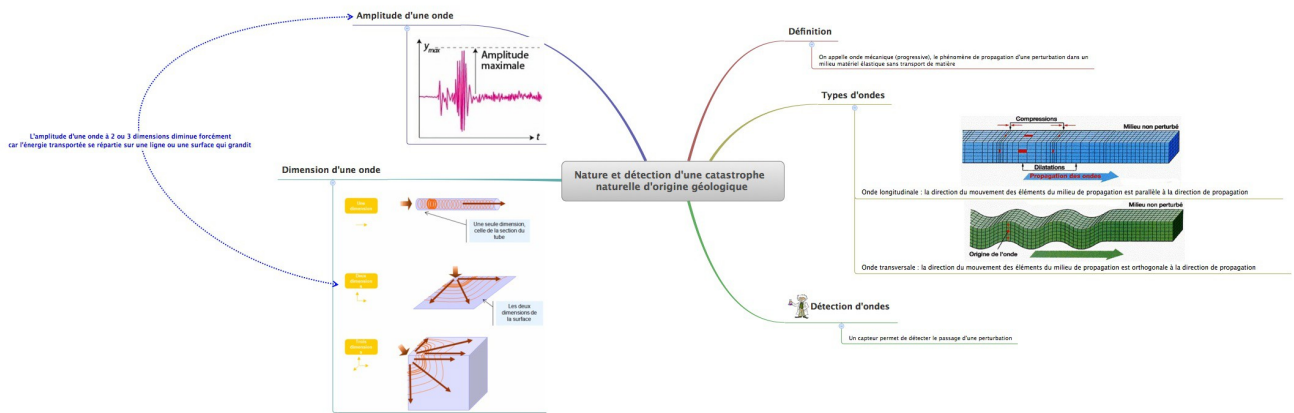 Amplitude d'une onde
ymax
Amplitude
maximale
t
L'amplitude d'une onde à 2 ou 3 dimensions diminue forcément
car l'énergie transportée se répartie sur une ligne ou une surface qui grandit
Dimension d'une onde
Une
dimension
Une seule dimension,
celle de la section du
tube
Deux
dimensions
Les deux
dimensions de
la surface
Trois
dimensions
Nature et détection d'une catastrophe
naturelle d'origine géologique
Définition
On appelle onde mécanique (progressive), le phénomène de propagation d'une perturbation dans un
milieu matériel élastique sans transport de matière
Types d'ondes
Compressions
Milieu non perturbé
Dilatations
Propagation des ondes
Onde longitudinale : la direction du mouvement des éléments du milieu de propagation est parallèle à la direction de propagation
Milieu non perturbé
Origine de l'onde
Onde transversale : la direction du mouvement des éléments du milieu de propagation est orthogonale à la direction de propagation
Détection d'ondes
Un capteur permet de détecter le passage d'une perturbation